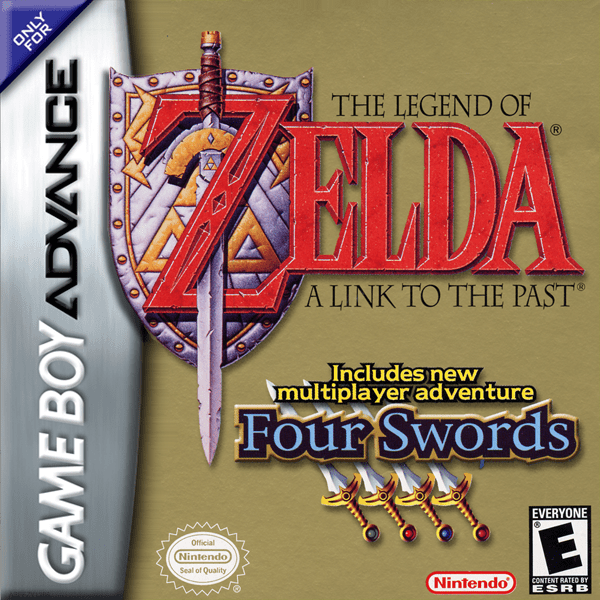 ONLY
FOR
GAME BOY ADVANCE
THE LEGEND OF
ZELDA®
A LINK TO THE PAST®
Includes new
multiplayer adventure
Four Swords
Official
Nintendo
Seal of Quality
Nintendo®
EVERYONE
E®
CONTENT RATED BY
ESRB